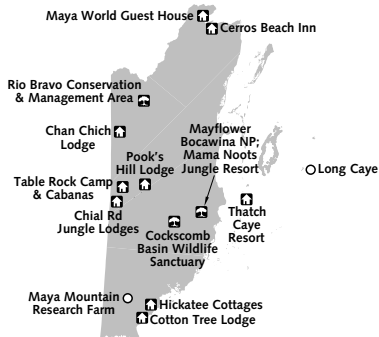 Maya World Guest House
Cerros Beach Inn
Rio Bravo Conservation
& Management Area
Chan Chich
Lodge
Mayflower
Bocawina NP;
Mama Noots
Jungle Resort
Pook's
Hill Lodge
Long Caye
Table Rock Camp
& Cabanas
Chial Rd
Jungle Lodges
Thatch
Caye
Resort
Cockscomb
Basin Wildlife
Sanctuary
Maya Mountain
Research Farm
Hickatee Cottages
Cotton Tree Lodge